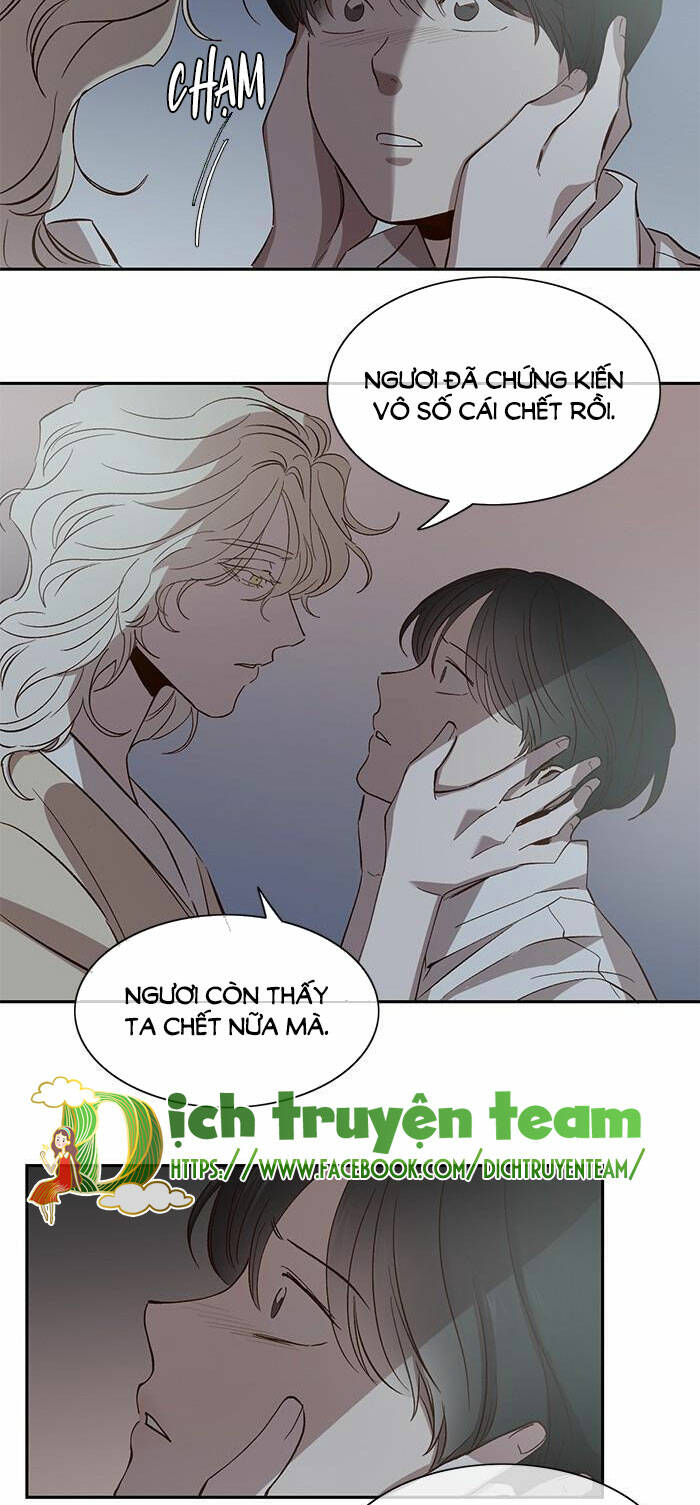 CHẠM
NGƯƠI ĐÃ CHỨNG KIẾN
VÔ SỐ CÁI CHẾT RỒI.
NGƯƠI CÒN THẤY
TA CHẾT NỮA MÀ.
Dịch truyện team
HTTPS://WWW.FACEBOOK.COM/DICHTRUYENTEAM/